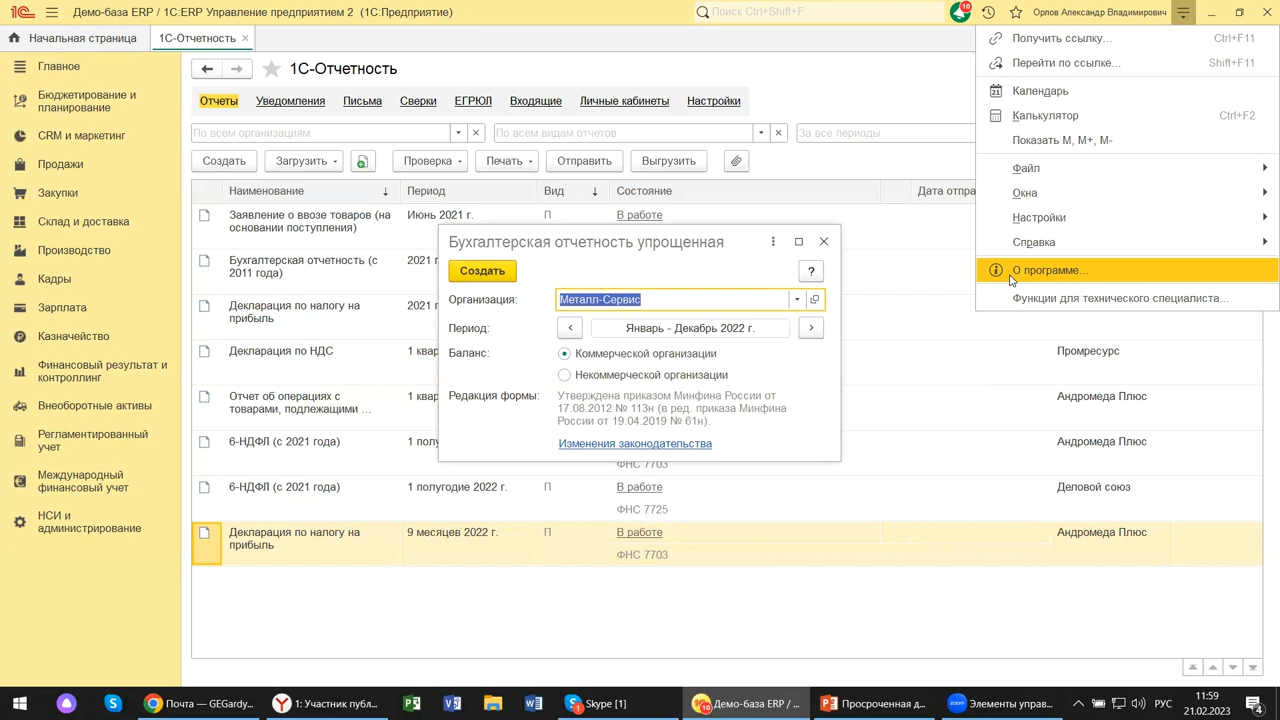 Демо-база ERP / 1С:ERP Управление предприятием 2 (1С:Предприятие)
Поиск Ctrl+Shift+F
10
Орлов Александр Владимирович
Начальная страница
1С-Отчетность
Главное
Бюджетирование и
планирование
CRM и маркетинг
Продажи
Закупки
Склад и доставка
Производство
Кадры
Зарплата
Казначейство
Финансовый результат и
контроллинг
Внеоборотные активы
Регламентированный
учет
Международный
финансовый учет
НСИ и
администрирование
1С-Отчетность
Отчеты Уведомления Письма Сверки ЕГРЮЛ Входящие Личные кабинеты Настройки
По всем организациям
По всем видам отчетов
За все периоды
Создать Загрузить Проверка Печать Отправить Выгрузить
Наименование Период Вид Состояние Дата отпра
Заявление о ввозе товаров (на
основании поступления) Июнь 2021 г. П В работе
Бухгалтерская отчетность (с
2011 года) 2021 г
Декларация по налогу на
прибыль 2021 г
Декларация по НДС 1 квар Промресурс
Отчет об операциях с
товарами, подлежащими ... 1 квар Андромеда Плюс
6-НДФЛ (с 2021 года) 1 полу Андромеда Плюс
ФНС 7703
6-НДФЛ (с 2021 года) 1 полугодие 2022 г. П В работе Деловой союз
ФНС 7725
Декларация по налогу на
прибыль 9 месяцев 2022 г. П В работе Андромеда Плюс
ФНС 7703
Бухгалтерская отчетность упрощенная
Создать
?
Организация: Металл-Сервис
Период: Январь - Декабрь 2022 г.
Баланс: Коммерческой организации
Некоммерческой организации
Редакция формы: Утверждена приказом Минфина России от
17.08.2012 № 113н (в ред. приказа Минфина
России от 19.04.2019 № 61н).
Изменения законодательства
Получить ссылку... Ctrl+F11
Перейти по ссылке... Shift+F11
Календарь
Калькулятор Ctrl+F2
Показать M, M+, M-
Файл
Окна
Настройки
Справка
О программе...
Функции для технического специалиста...
Почта — GEGardy...
1: Участник публ...
Skype [1]
Демо-база ERP / ...
Просроченная д...
Элементы управ...
РУС
11:59
21.02.2023
4